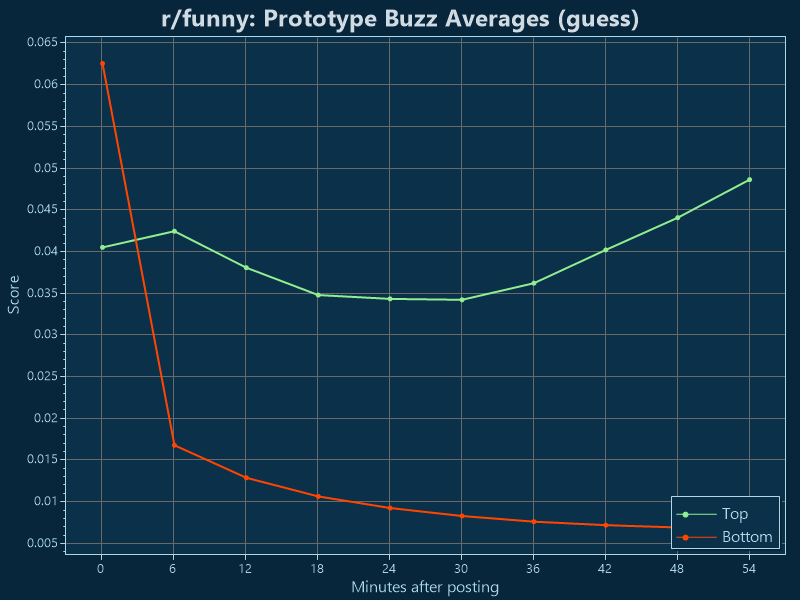 r/funny: Prototype Buzz Averages (guess)
0.065
0.06
0.055
0.05
0.045
0.04
0.035
0.03
0.025
0.02
0.015
0.01
0.005
Score
Top
Bottom
0 6 12 18 24 30 36 42 48 54
Minutes after posting